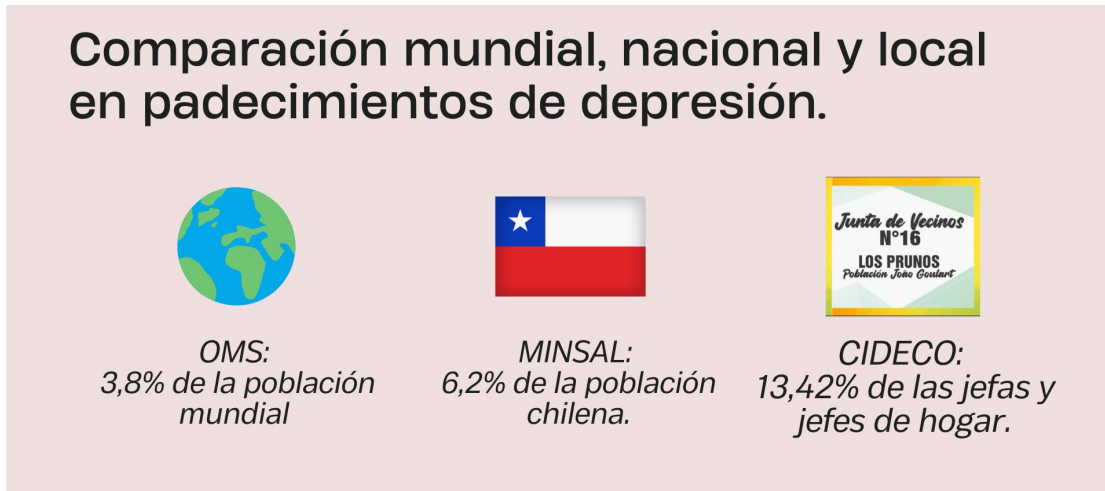 Comparación mundial, nacional y local
en padecimientos de depresión.
Junta de Vecinos
N°16
LOS PRUNOS
Población João Goulart
OMS:
3,8% de la población
mundial
MINSAL:
6,2% de la población
chilena.
CIDECO:
13,42% de las jefas y
jefes de hogar.